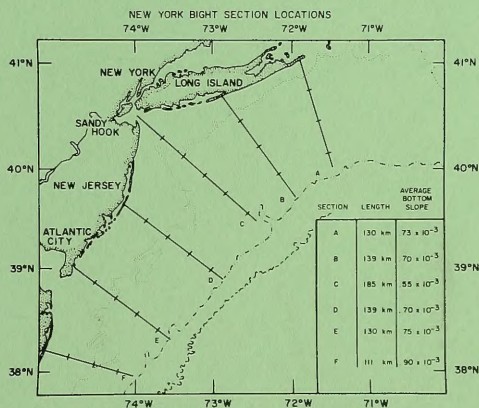 NEW YORK BIGHT SECTION LOCATIONS
74°W 73°W 72°W 71°W
41°N
NEW YORK
LONG ISLAND
SANDY
HOOK
40°N 40°N
NEW JERSEY
A
B
C
ATLANTIC
CITY
D
39°N 39°N
E
F
38°N 38°N
SECTION LENGTH AVERAGE BOTTOM SLOPE
A 130 km .73 x 10⁻³
B 139 km .70 x 10⁻³
C 185 km .55 x 10⁻³
D 139 km .70 x 10⁻³
E 130 km .75 x 10⁻³
F 111 km .90 x 10⁻³
74°W 73°W 72°W 71°W